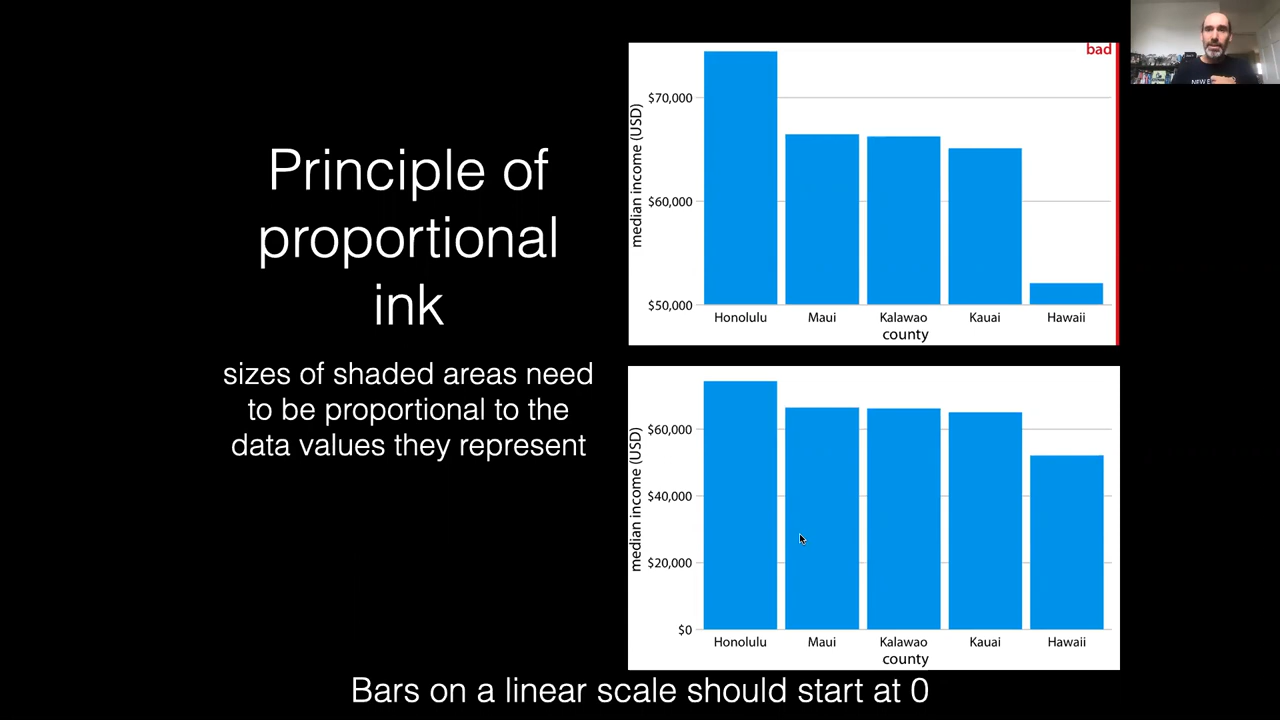 Principle of
proportional
ink
sizes of shaded areas need
to be proportional to the
data values they represent
bad
median income (USD)
$70,000
$60,000
$50,000
Honolulu Maui Kalawao Kauai Hawaii
county
median income (USD)
$60,000
$40,000
$20,000
$0
Honolulu Maui Kalawao Kauai Hawaii
county
Bars on a linear scale should start at 0
NEW E